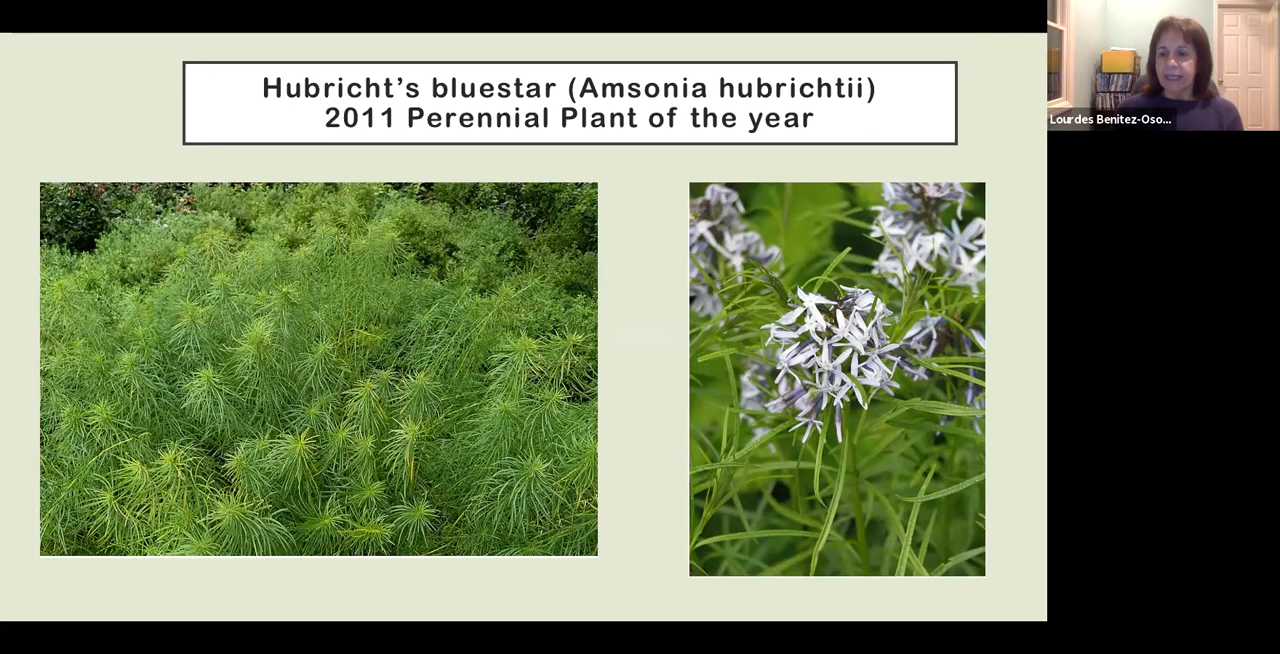 Hubricht’s bluestar (Amsonia hubrichtii)
2011 Perennial Plant of the year
Lourdes Benitez-Oso...